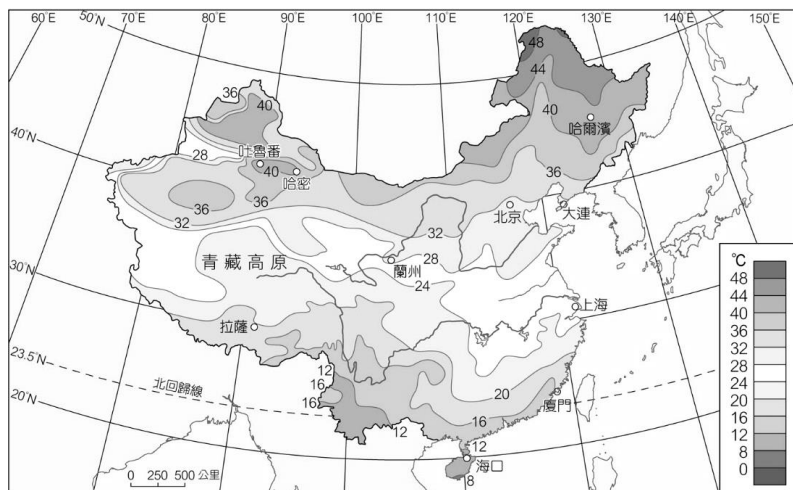 60°E
50°N
70°E
80°E
90°E
100°E
110°E
120°E
130°E
140°E
150°E
40°N
30°N
23.5°N
20°N
48
44
40
哈爾濱
36
36
40
28
吐魯番
40
哈密
36
36
32
北京
大連
32
青藏高原
28
蘭州
24
上海
拉薩
12
16
16
20
北回歸線
廈門
16
12
12
海口
8
0 250 500 公里
℃
48
44
40
36
32
28
24
20
16
12
8
0